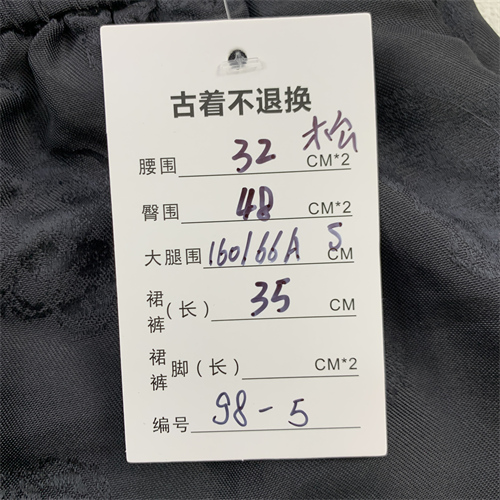 古着不退换
松
腰围 32 CM*2
臀围 48 CM*2
大腿围 160/66A S CM
裙裤(长) 35 CM
裙裤脚(长) CM*2
编号 98-5